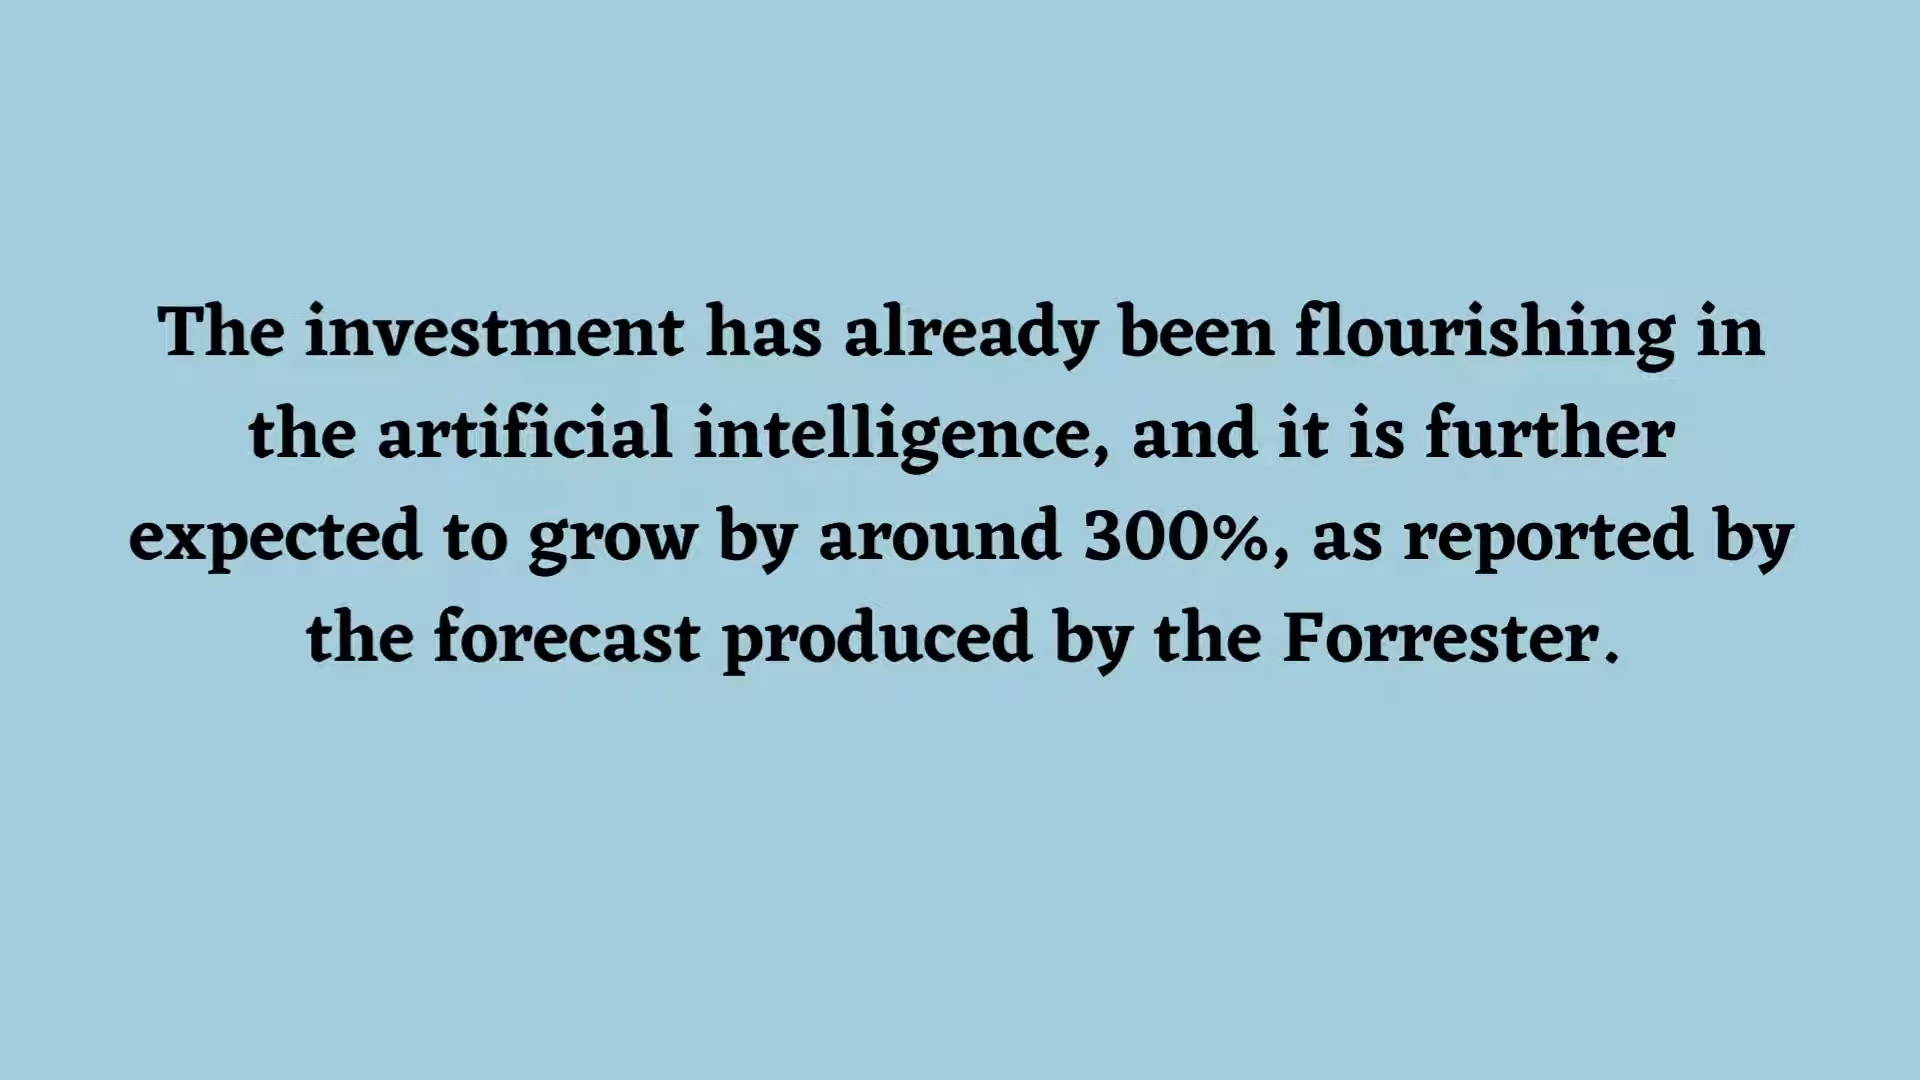 The investment has already been flourishing in
the artificial intelligence, and it is further
expected to grow by around 300%, as reported by
the forecast produced by the Forrester.